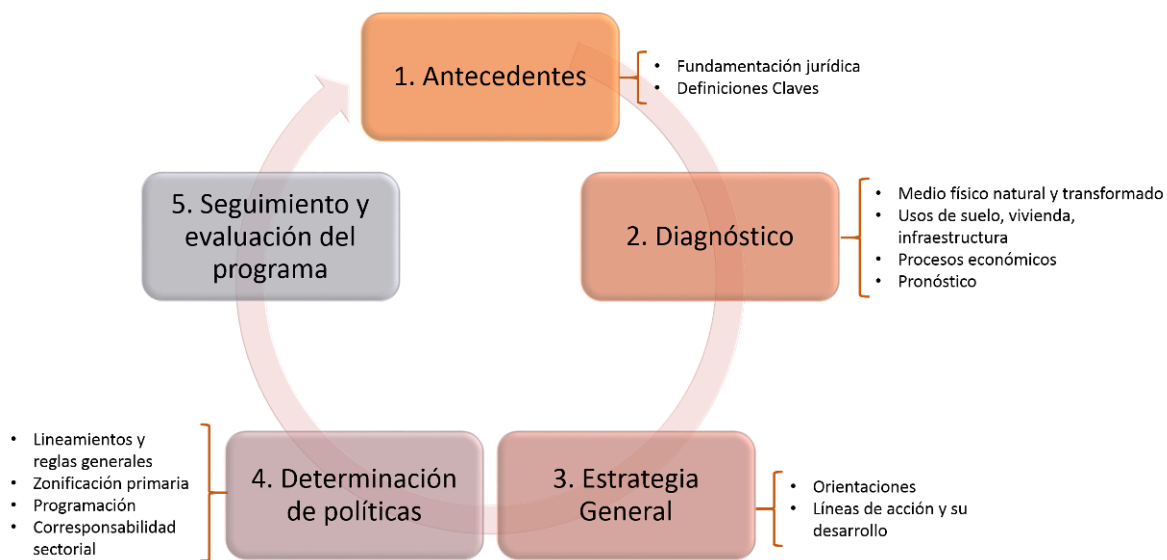 1. Antecedentes
• Fundamentación jurídica
• Definiciones Claves
2. Diagnóstico
• Medio físico natural y transformado
• Usos de suelo, vivienda,
infraestructura
• Procesos económicos
• Pronóstico
3. Estrategia
General
• Orientaciones
• Líneas de acción y su
desarrollo
4. Determinación
de políticas
• Lineamientos y
reglas generales
• Zonificación primaria
• Programación
• Corresponsabilidad
sectorial
5. Seguimiento y
evaluación del
programa